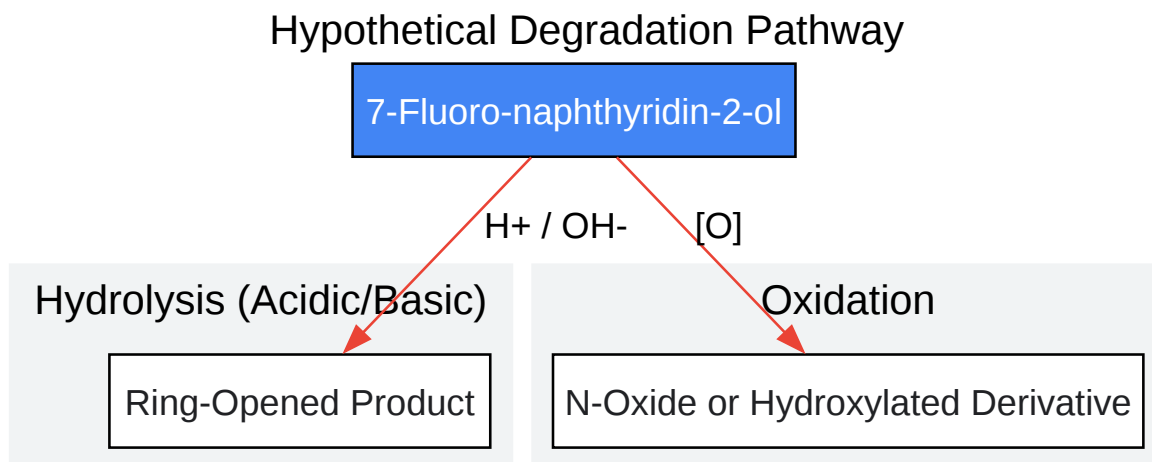 Hypothetical Degradation Pathway
7-Fluoro-naphthyridin-2-ol
H+ / OH-
[O]
Hydrolysis (Acidic/Basic)
Oxidation
Ring-Opened Product
N-Oxide or Hydroxylated Derivative